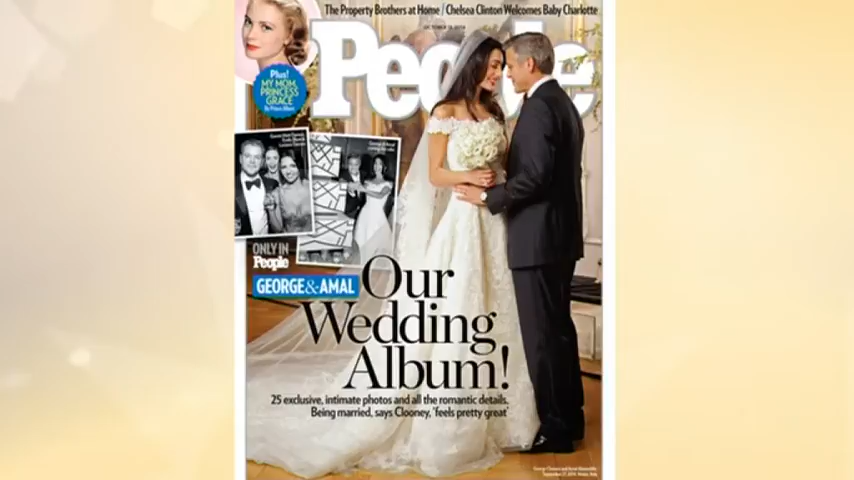 The Property Brothers at Home / Chelsea Clinton Welcomes Baby Charlotte
People
Plus!
MY MOM,
PRINCESS
GRACE
ONLY IN
People
GEORGE & AMAL
Our
Wedding
Album!
25 exclusive, intimate photos and all the romantic details.
Being married, says Clooney, 'feels pretty great'